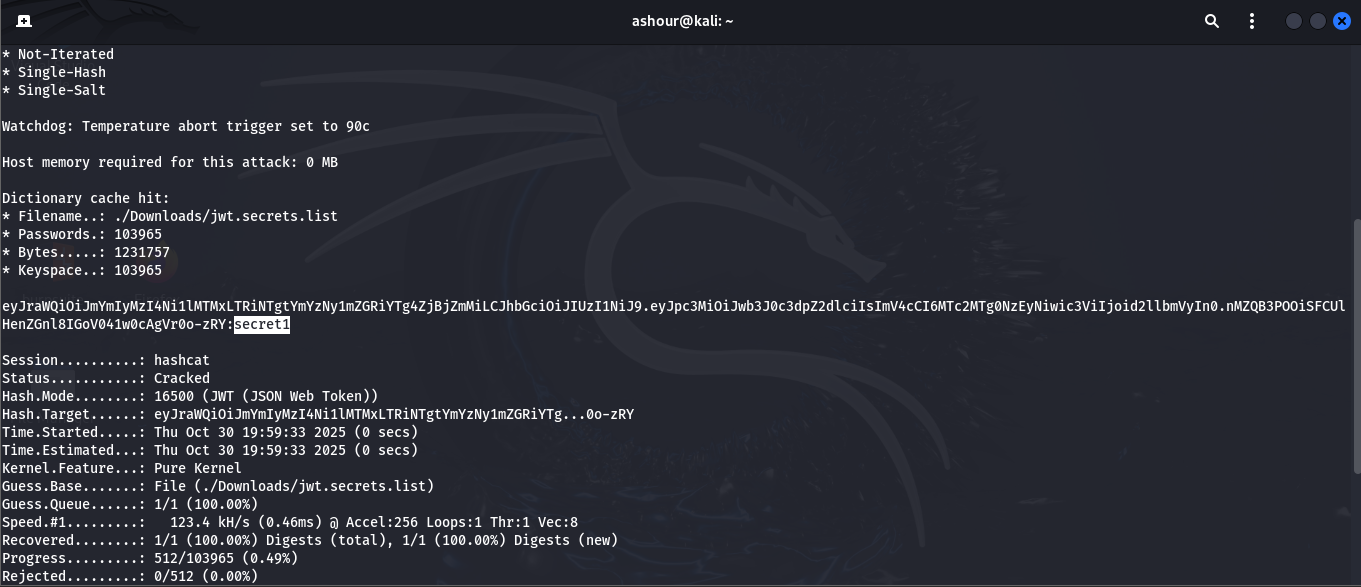 ashour@kali: ~
* Not-Iterated
* Single-Hash
* Single-Salt
Watchdog: Temperature abort trigger set to 90c
Host memory required for this attack: 0 MB
Dictionary cache hit:
* Filename..: ./Downloads/jwt.secrets.list
* Passwords.: 103965
* Bytes.....: 1231757
* Keyspace..: 103965
eyJraWQiOiJmYmIyMzI4Ni1lMTMxLTRiNTgtYmYzNy1mZGRiYTg4ZjBjZmMiLCJhbGciOiJIUzI1NiJ9.eyJpc3MiOiJwb3J0c3dpZ2dlciIsImV4cCI6MTc2MTg0NzEyNiwic3ViIjoid2llbmVyIn0.nMZQB3POOiSFCUl
HenZGnl8IGoV041w0cAgVr0o-zRY:secret1
Session..........: hashcat
Status...........: Cracked
Hash.Mode........: 16500 (JWT (JSON Web Token))
Hash.Target......: eyJraWQiOiJmYmIyMzI4Ni1lMTMxLTRiNTgtYmYzNy1mZGRiYTg...0o-zRY
Time.Started.....: Thu Oct 30 19:59:33 2025 (0 secs)
Time.Estimated...: Thu Oct 30 19:59:33 2025 (0 secs)
Kernel.Feature...: Pure Kernel
Guess.Base.......: File (./Downloads/jwt.secrets.list)
Guess.Queue......: 1/1 (100.00%)
Speed.#1.........:   123.4 kH/s (0.46ms) @ Accel:256 Loops:1 Thr:1 Vec:8
Recovered........: 1/1 (100.00%) Digests (total), 1/1 (100.00%) Digests (new)
Progress.........: 512/103965 (0.49%)
Rejected.........: 0/512 (0.00%)